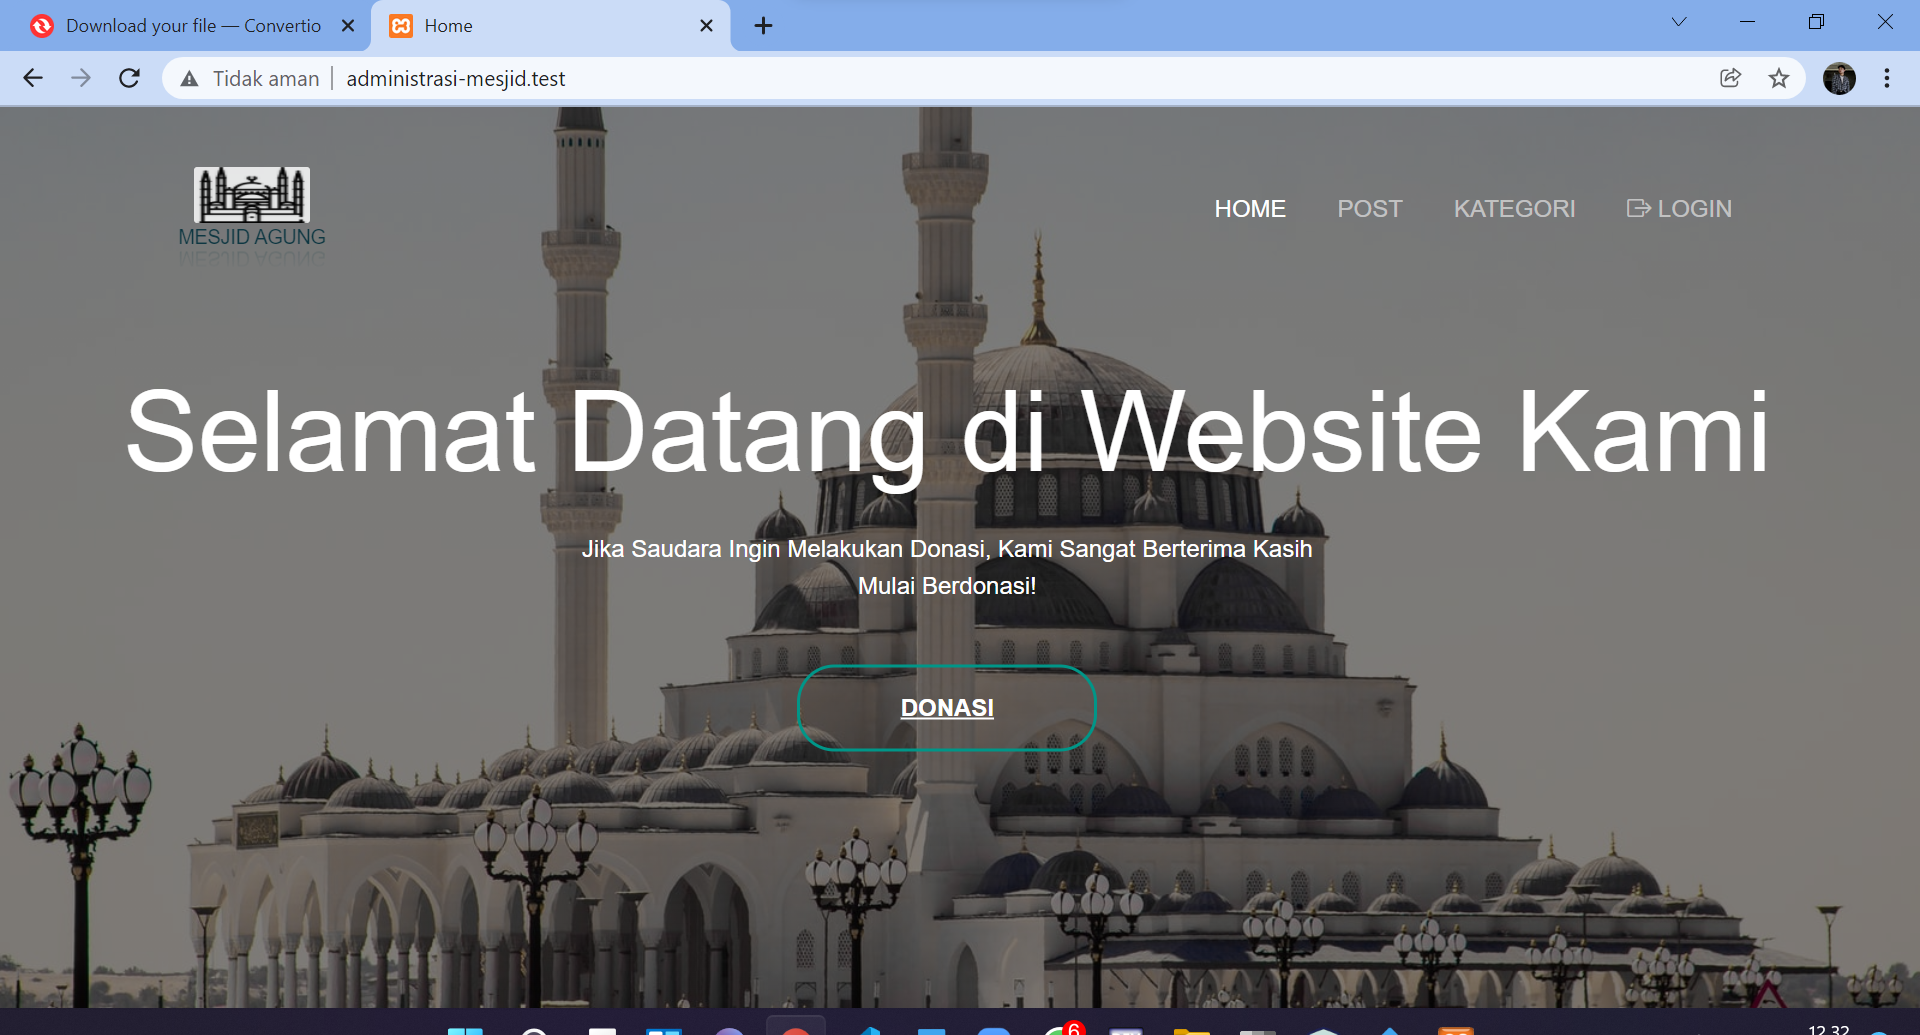 Download your file — Convertio
Home
Tidak aman
administrasi-mesjid.test
MESJID AGUNG
HOME
POST
KATEGORI
LOGIN
Selamat Datang di Website Kami
Jika Saudara Ingin Melakukan Donasi, Kami Sangat Berterima Kasih
Mulai Berdonasi!
DONASI
6
12.32